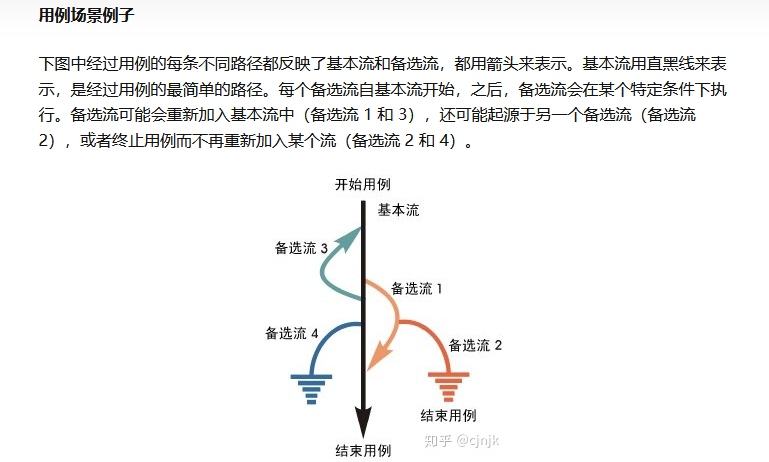 用例场景例子
下图中经过用例的每条不同路径都反映了基本流和备选流，都用箭头来表示。基本流用直黑线来表
示，是经过用例的最简单的路径。每个备选流自基本流开始，之后，备选流会在某个特定条件下执
行。备选流可能会重新加入基本流中（备选流 1 和 3），还可能起源于另一个备选流（备选流
2），或者终止用例而不再重新加入某个流（备选流 2 和 4）。
开始用例
基本流
备选流 3
备选流 1
备选流 4
备选流 2
结束用例
知乎 @cjnjk
结束用例